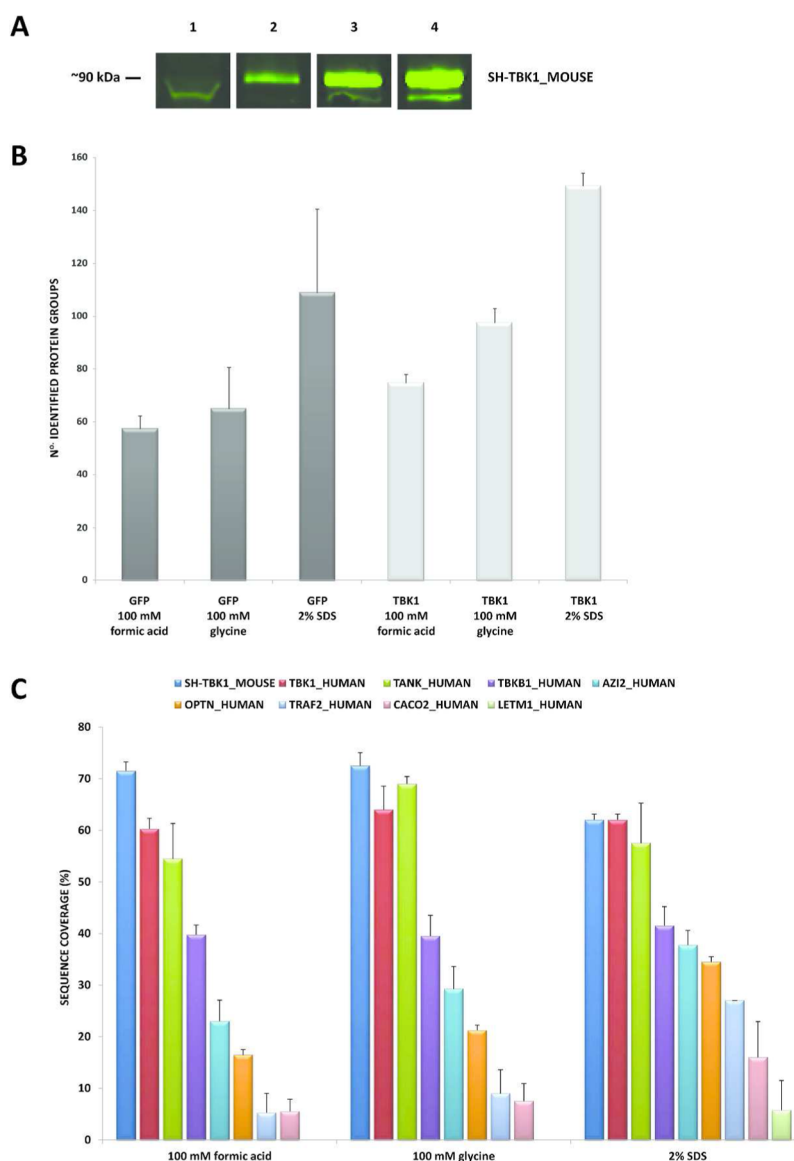 A
1 2 3 4
~90 kDa — SH-TBK1_MOUSE
B
160
140
120
100
80
60
40
20
0
Nº· IDENTIFIED PROTEIN GROUPS
GFP GFP GFP TBK1 TBK1 TBK1
100 mM 100 mM 2% SDS 100 mM 100 mM 2% SDS
formic acid glycine formic acid glycine
C
SH-TBK1_MOUSE TBK1_HUMAN TANK_HUMAN TBKB1_HUMAN AZI2_HUMAN
OPTN_HUMAN TRAF2_HUMAN CACO2_HUMAN LETM1_HUMAN
80
70
60
50
40
30
20
10
0
SEQUENCE COVERAGE (%)
100 mM formic acid 100 mM glycine 2% SDS